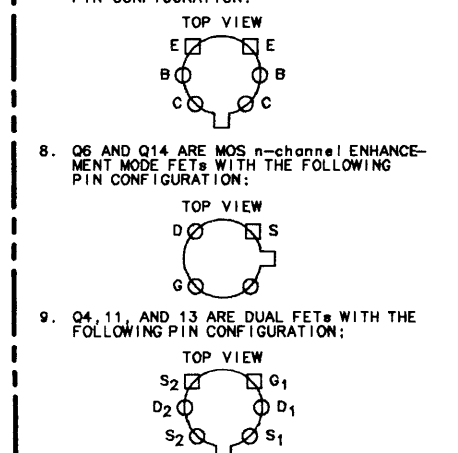 PIN CONFIGURATION:
TOP VIEW
E E
B B
C C
8. Q6 AND Q14 ARE MOS n-channel ENHANCE-
MENT MODE FETs WITH THE FOLLOWING
PIN CONFIGURATION:
TOP VIEW
D S
G
9. Q4,11, AND 13 ARE DUAL FETs WITH THE
FOLLOWING PIN CONFIGURATION:
TOP VIEW
S2 G1
D2 D1
S2 S1